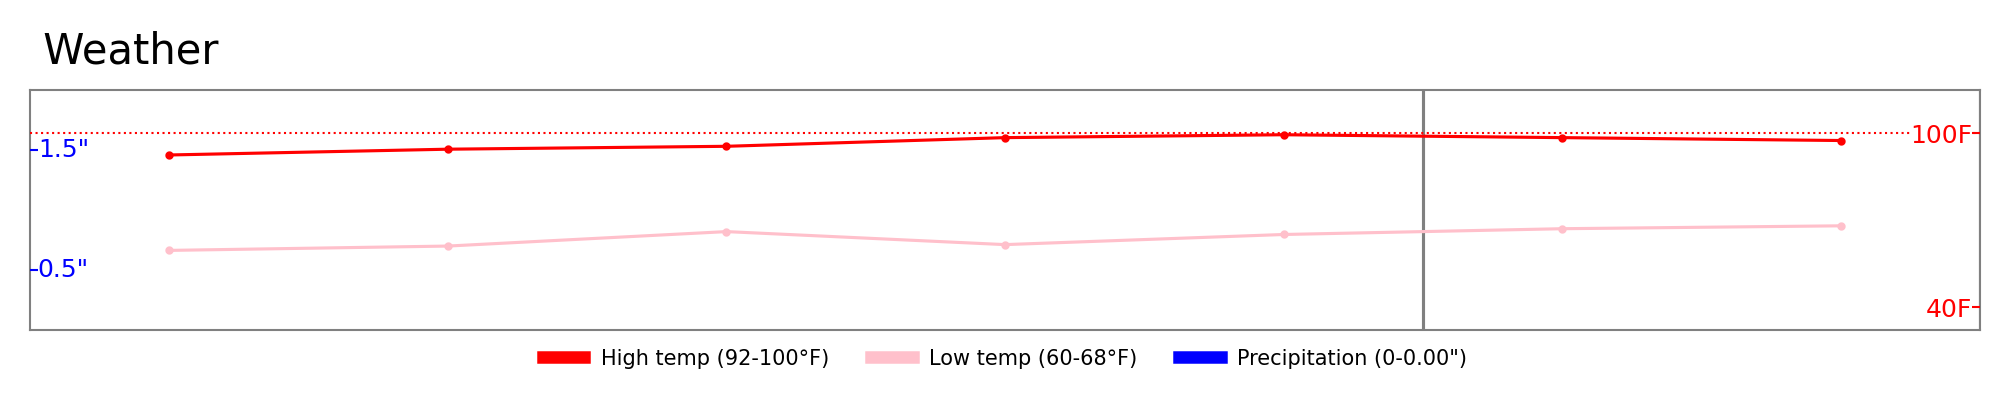 Weather
1.5"
100F
0.5"
40F
High temp (92-100°F) Low temp (60-68°F) Precipitation (0-0.00")